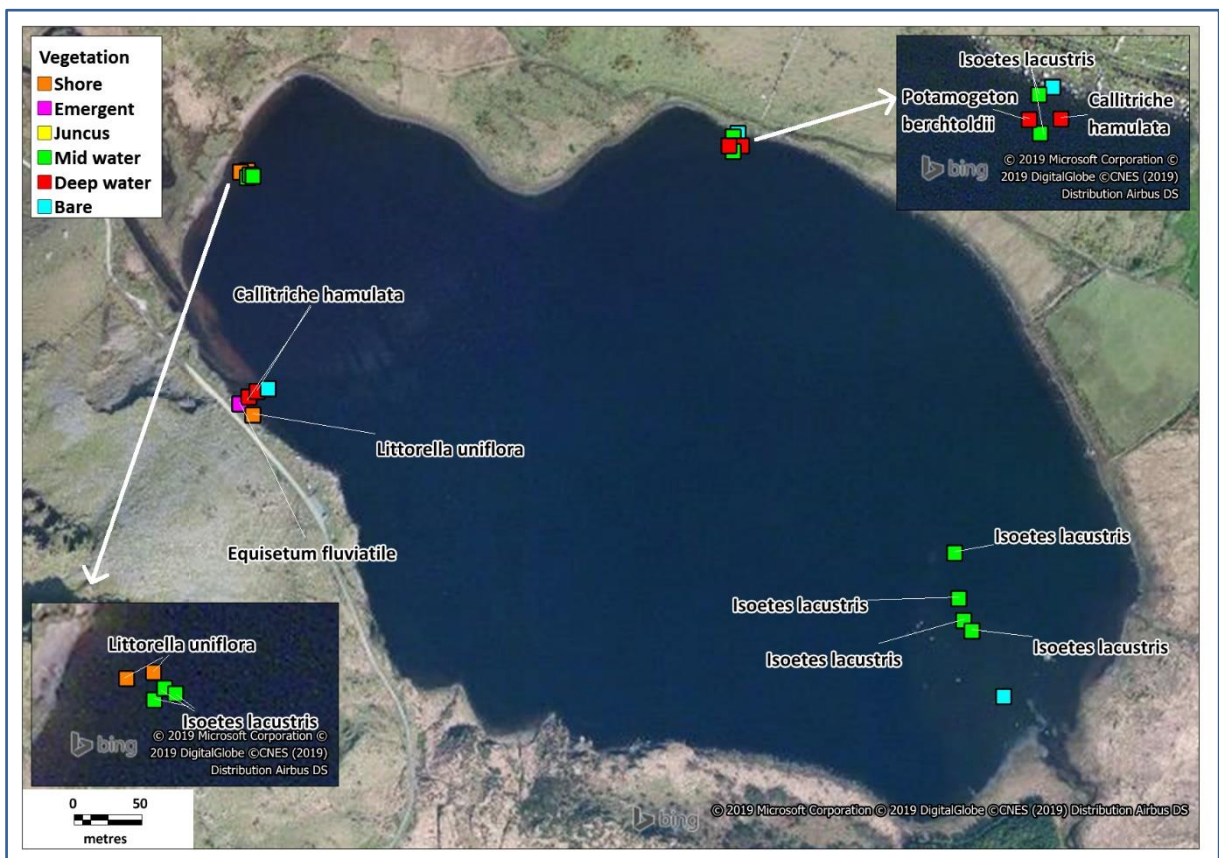 Vegetation
Shore
Emergent
Juncus
Mid water
Deep water
Bare
Isoetes lacustris
Potamogeton
berchtoldii
Callitriche
hamulata
bing
© 2019 Microsoft Corporation ©
2019 DigitalGlobe ©CNES (2019)
Distribution Airbus DS
Callitriche hamulata
Littorella uniflora
Equisetum fluviatile
Isoetes lacustris
Isoetes lacustris
Isoetes lacustris
Isoetes lacustris
Littorella uniflora
Isoetes lacustris
bing
© 2019 Microsoft Corporation ©
2019 DigitalGlobe ©CNES (2019)
Distribution Airbus DS
0 50
metres
bing
© 2019 Microsoft Corporation © 2019 DigitalGlobe ©CNES (2019) Distribution Airbus DS